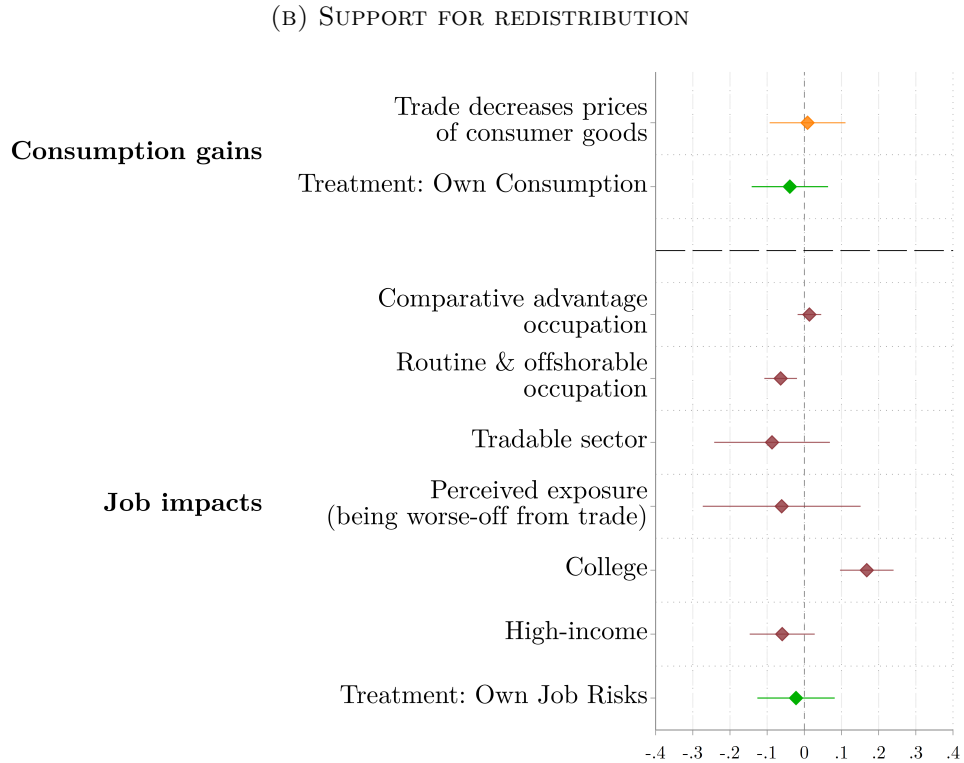 (B) SUPPORT FOR REDISTRIBUTION
Consumption gains
Trade decreases prices
of consumer goods
Treatment: Own Consumption
Comparative advantage
occupation
Routine & offshorable
occupation
Tradable sector
Job impacts
Perceived exposure
(being worse-off from trade)
College
High-income
Treatment: Own Job Risks
-.4 -.3 -.2 -.1 0 .1 .2 .3 .4